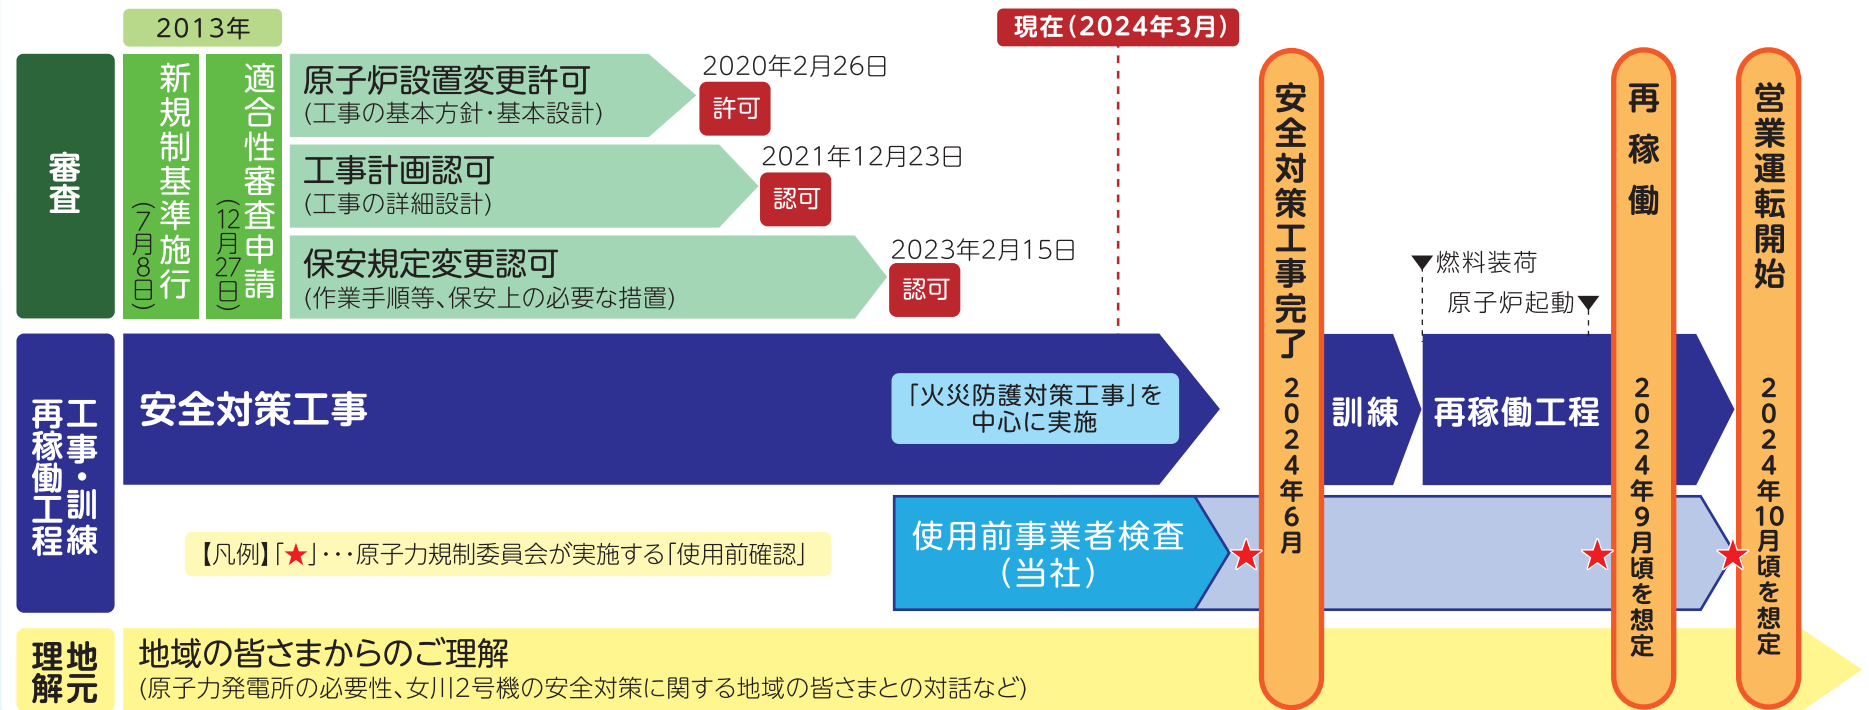 2013年
現在(2024年3月)
審査
新規制基準施行
(7月8日)
適合性審査申請
(12月27日)
原子炉設置変更許可
(工事の基本方針・基本設計)
2020年2月26日
許可
工事計画認可
(工事の詳細設計)
2021年12月23日
認可
保安規定変更認可
(作業手順等、保安上の必要な措置)
2023年2月15日
認可
安全対策工事完了 2024年6月
再稼働 2024年9月頃を想定
営業運転開始 2024年10月頃を想定
▼燃料装荷
原子炉起動▼
工事・訓練
再稼働工程
安全対策工事
「火災防護対策工事」を
中心に実施
訓練
再稼働工程
使用前事業者検査
(当社)
★
★
★
【凡例】「★」・・・原子力規制委員会が実施する「使用前確認」
地元
理解
地域の皆さまからのご理解
(原子力発電所の必要性、女川2号機の安全対策に関する地域の皆さまとの対話など)